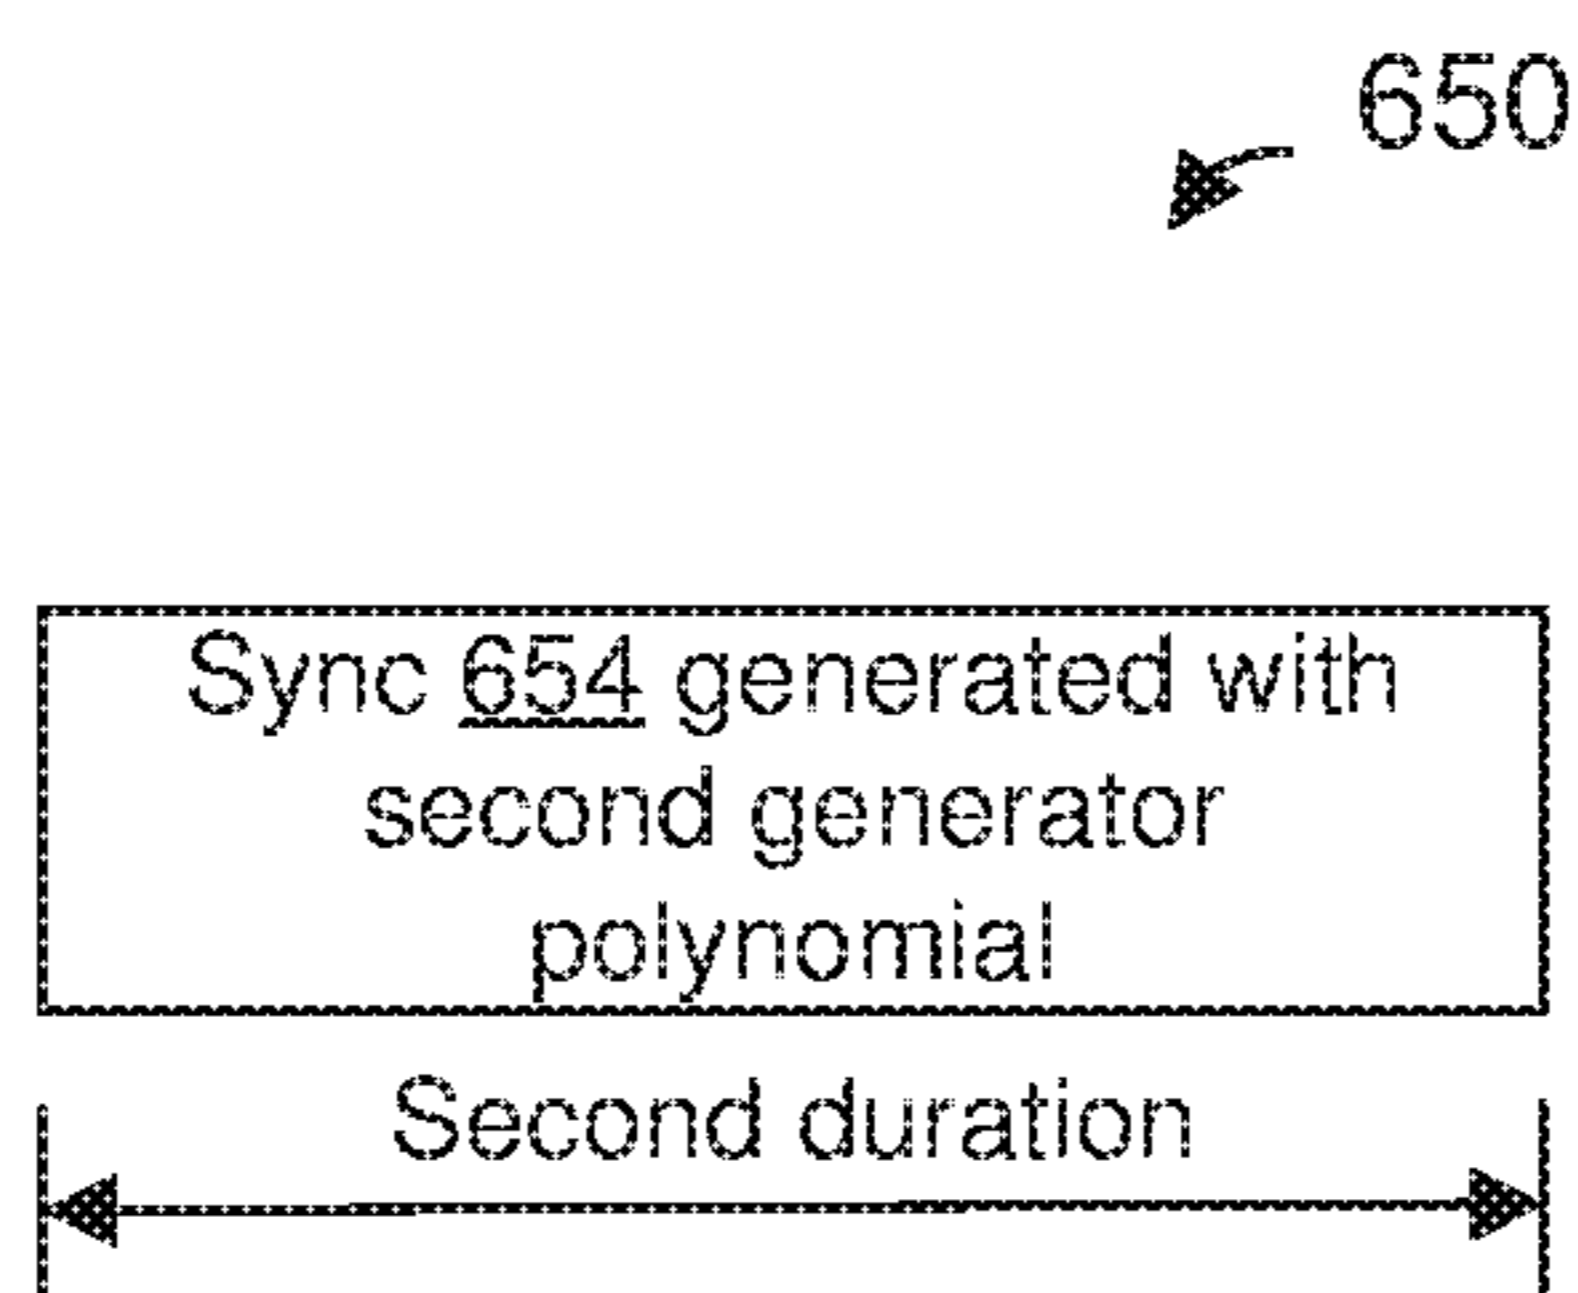 650
Sync 654 generated with
second generator
polynomial
Second duration